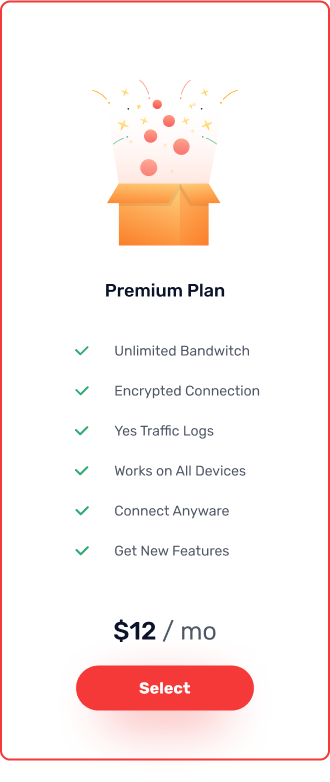 Premium Plan
Unlimited Bandwitch
Encrypted Connection
Yes Traffic Logs
Works on All Devices
Connect Anyware
Get New Features
$12 / mo
Select